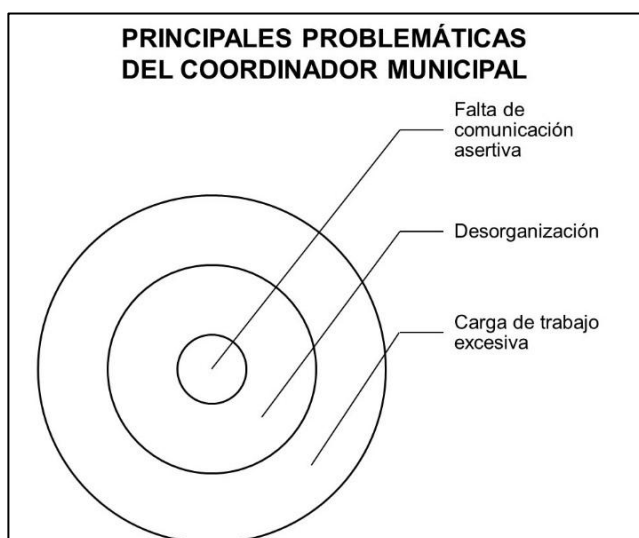 PRINCIPALES PROBLEMÁTICAS
DEL COORDINADOR MUNICIPAL
Falta de
comunicación
asertiva
Desorganización
Carga de trabajo
excesiva